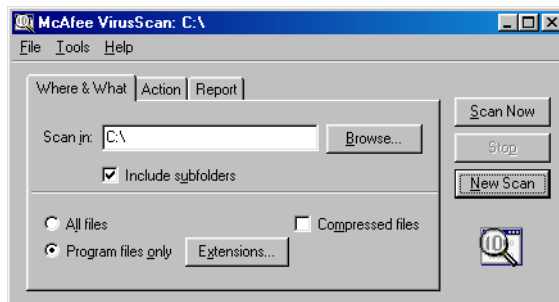 McAfee VirusScan: C:\
File Tools Help
Where & What Action Report
Scan in: C:\ Browse...
Include subfolders
All files Compressed files
Program files only Extensions...
Scan Now
Stop
New Scan